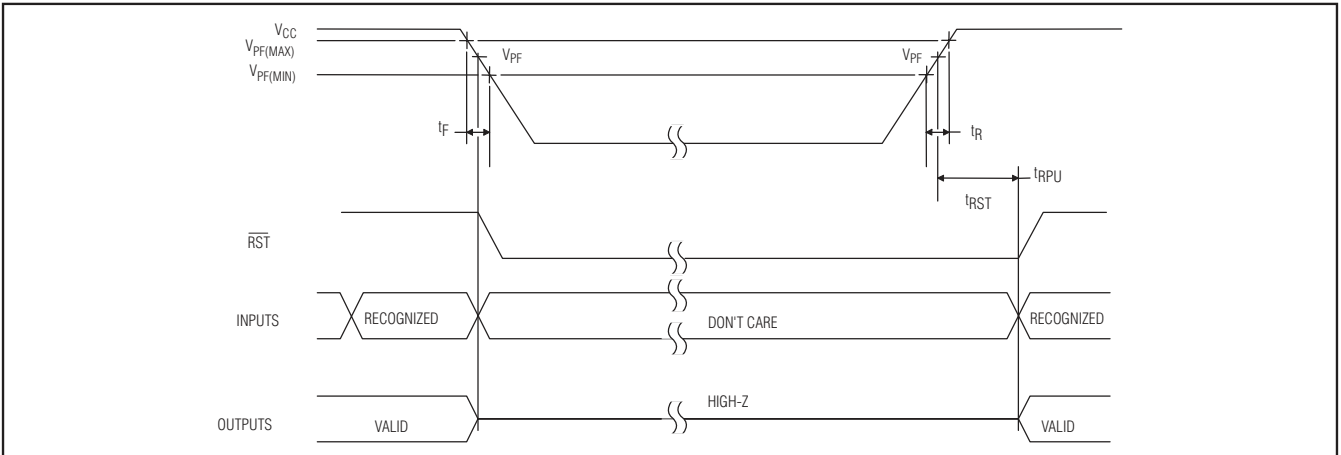 VCC
VPF(MAX)
VPF(MIN)
VPF
VPF
tF
tR
tRPU
tRST
RST
INPUTS
RECOGNIZED
DON'T CARE
RECOGNIZED
OUTPUTS
VALID
HIGH-Z
VALID